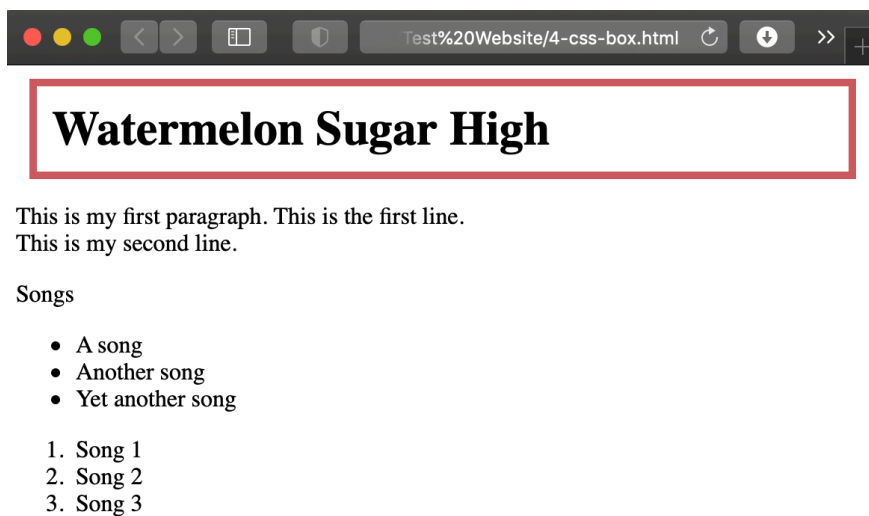 Test%20Website/4-css-box.html
Watermelon Sugar High
This is my first paragraph. This is the first line.
This is my second line.
Songs
• A song
• Another song
• Yet another song
1. Song 1
2. Song 2
3. Song 3